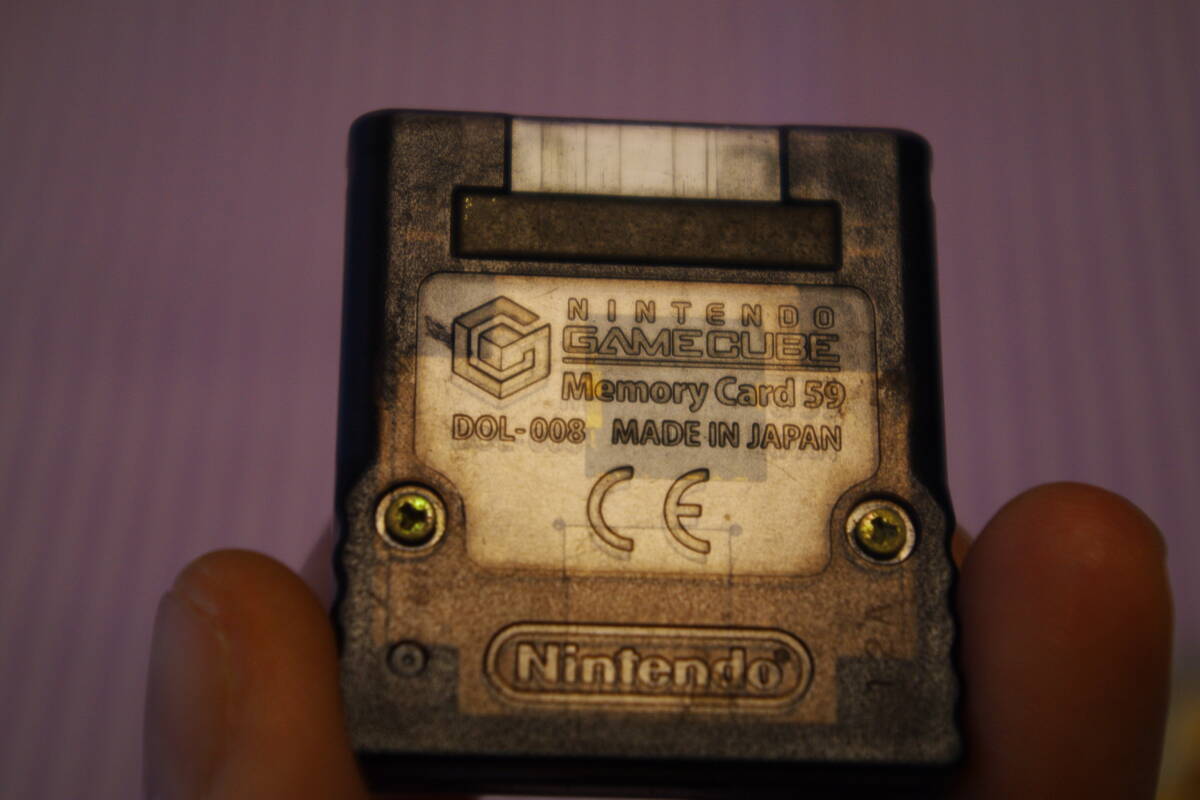 NINTENDO
GAMECUBE
Memory Card 59
DOL-008 MADE IN JAPAN
CE
Nintendo®